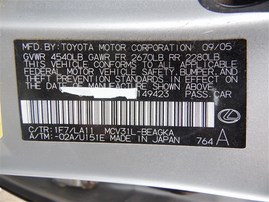 MFD. BY: TOYOTA MOTOR CORPORATION 09/05
GVWR 4540LB GAWR FR 2670LB RR 2280LB
THIS VEHICLE CONFORMS TO ALL APPLICABLE
FEDERAL MOTOR VEHICLE SAFETY, BUMPER, AND
THEFT PREVENTION STANDARDS IN EFFECT ON THE
DATE OF MANUFACTURE SHOWN ABOVE.
149423
PASS. CAR
C/TR: 1F7/LA11 MCV31L-BEAGKA
A/TM: -02A/U151E MADE IN JAPAN 764 A